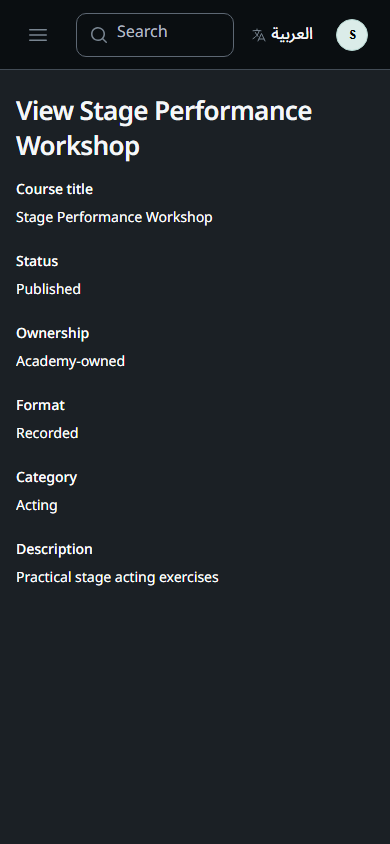 Search
العربية
S
View Stage Performance
Workshop
Course title
Stage Performance Workshop
Status
Published
Ownership
Academy-owned
Format
Recorded
Category
Acting
Description
Practical stage acting exercises